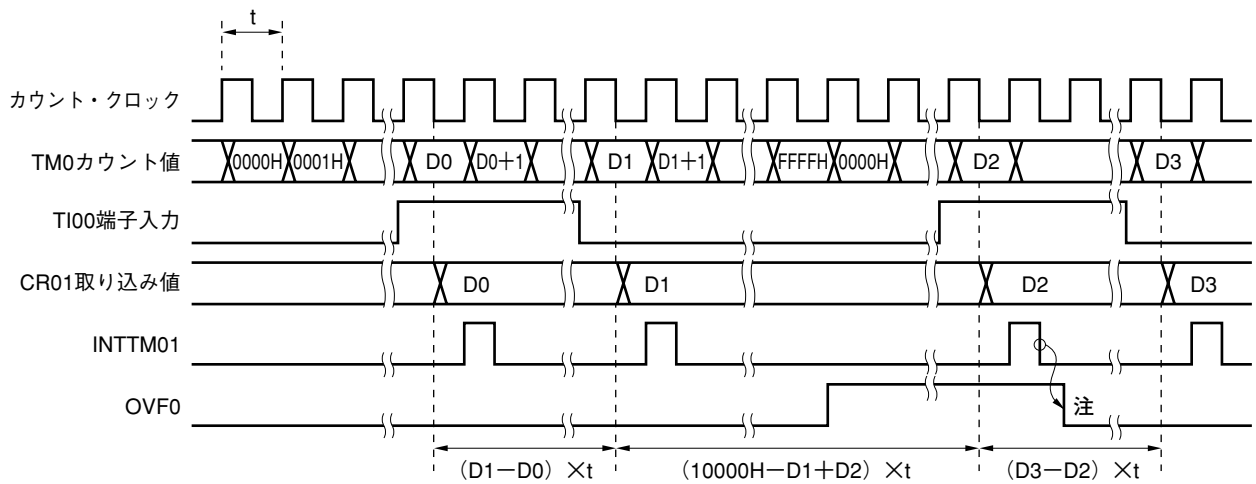 t
カウント・クロック
TM0カウント値 0000H 0001H D0 D0+1 D1 D1+1 FFFFH 0000H D2 D3
TI00端子入力
CR01取り込み値 D0 D1 D2 D3
INTTM01
OVF0 注
(D1-D0) ×t (10000H-D1+D2) ×t (D3-D2) ×t